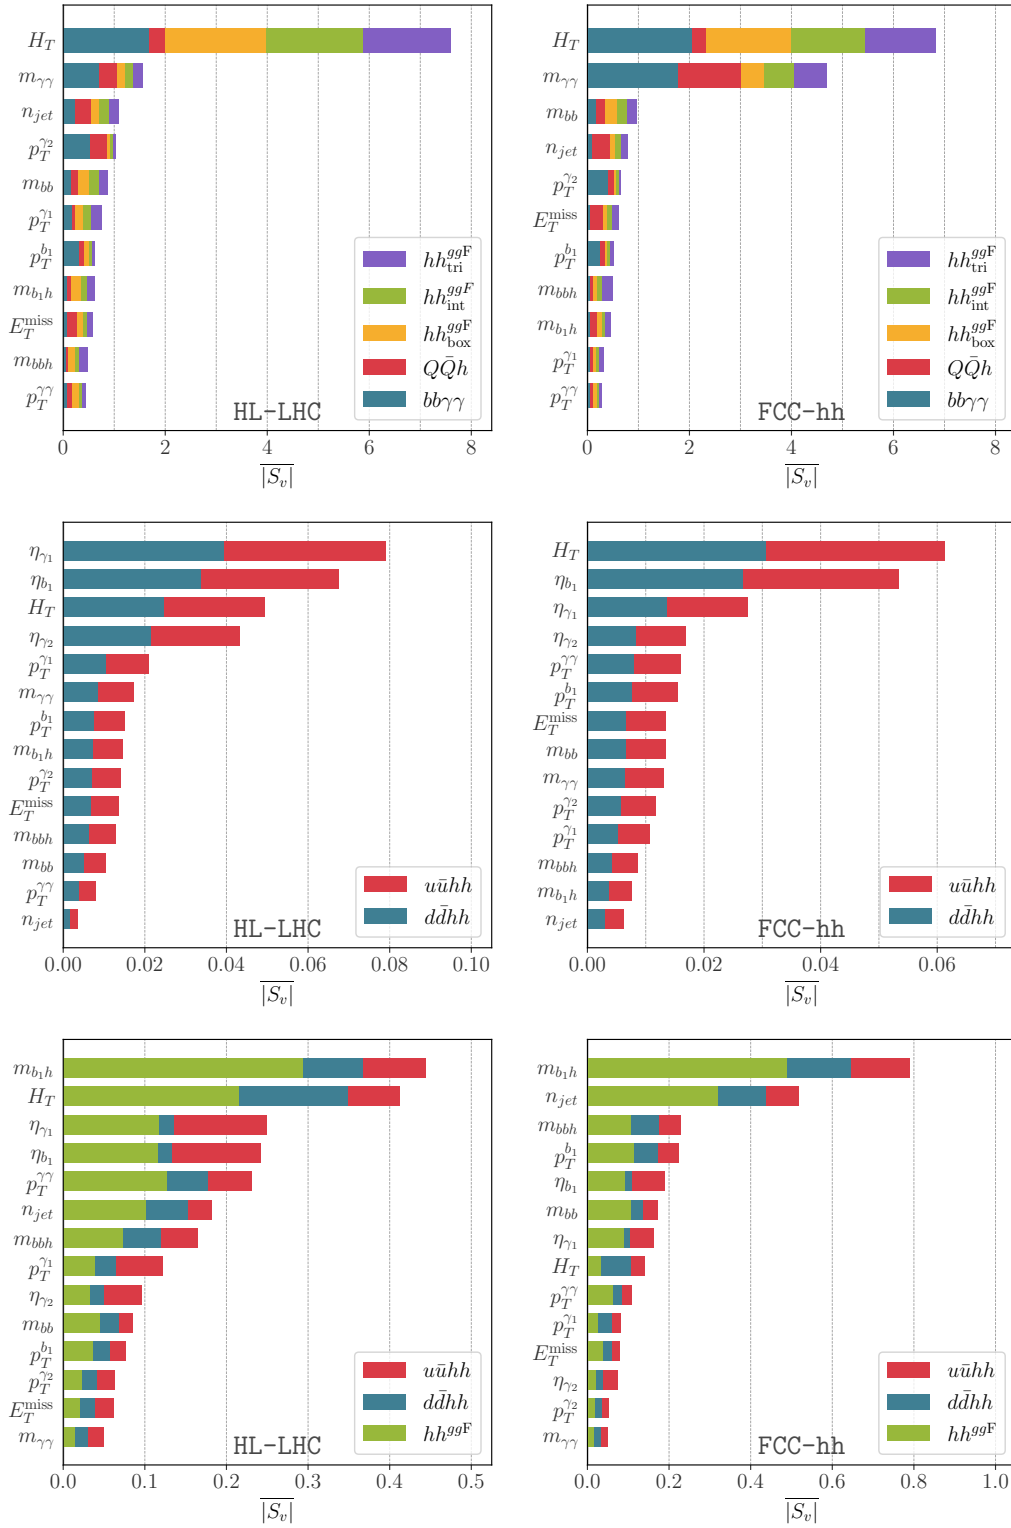 H_T
m_γγ
n_jet
p_T^γ2
m_bb
p_T^γ1
p_T^b1
m_b1h
E_T^miss
m_bbh
p_T^γγ
hh_tri^ggF
hh_int^ggF
hh_box^ggF
QQ̄h
bbγγ
HL-LHC
0 2 4 6 8
|S_v|
H_T
m_γγ
m_bb
n_jet
p_T^γ2
E_T^miss
p_T^b1
m_bbh
m_b1h
p_T^γ1
p_T^γγ
hh_tri^ggF
hh_int^ggF
hh_box^ggF
QQ̄h
bbγγ
FCC-hh
0 2 4 6 8
|S_v|
η_γ1
η_b1
H_T
η_γ2
p_T^γ1
m_γγ
p_T^b1
m_b1h
p_T^γ2
E_T^miss
m_bbh
m_bb
p_T^γγ
n_jet
uūhh
dd̄hh
HL-LHC
0.00 0.02 0.04 0.06 0.08 0.10
|S_v|
H_T
η_b1
η_γ1
η_γ2
p_T^γγ
p_T^b1
E_T^miss
m_bb
m_γγ
p_T^γ2
p_T^γ1
m_bbh
m_b1h
n_jet
uūhh
dd̄hh
FCC-hh
0.00 0.02 0.04 0.06
|S_v|
m_b1h
H_T
η_γ1
η_b1
p_T^γγ
n_jet
m_bbh
p_T^γ1
η_γ2
m_bb
p_T^b1
p_T^γ2
E_T^miss
m_γγ
uūhh
dd̄hh
hh^ggF
HL-LHC
0.0 0.1 0.2 0.3 0.4 0.5
|S_v|
m_b1h
n_jet
m_bbh
p_T^b1
η_b1
m_bb
η_γ1
H_T
p_T^γγ
p_T^γ1
E_T^miss
η_γ2
p_T^γ2
m_γγ
uūhh
dd̄hh
hh^ggF
FCC-hh
0.0 0.2 0.4 0.6 0.8 1.0
|S_v|